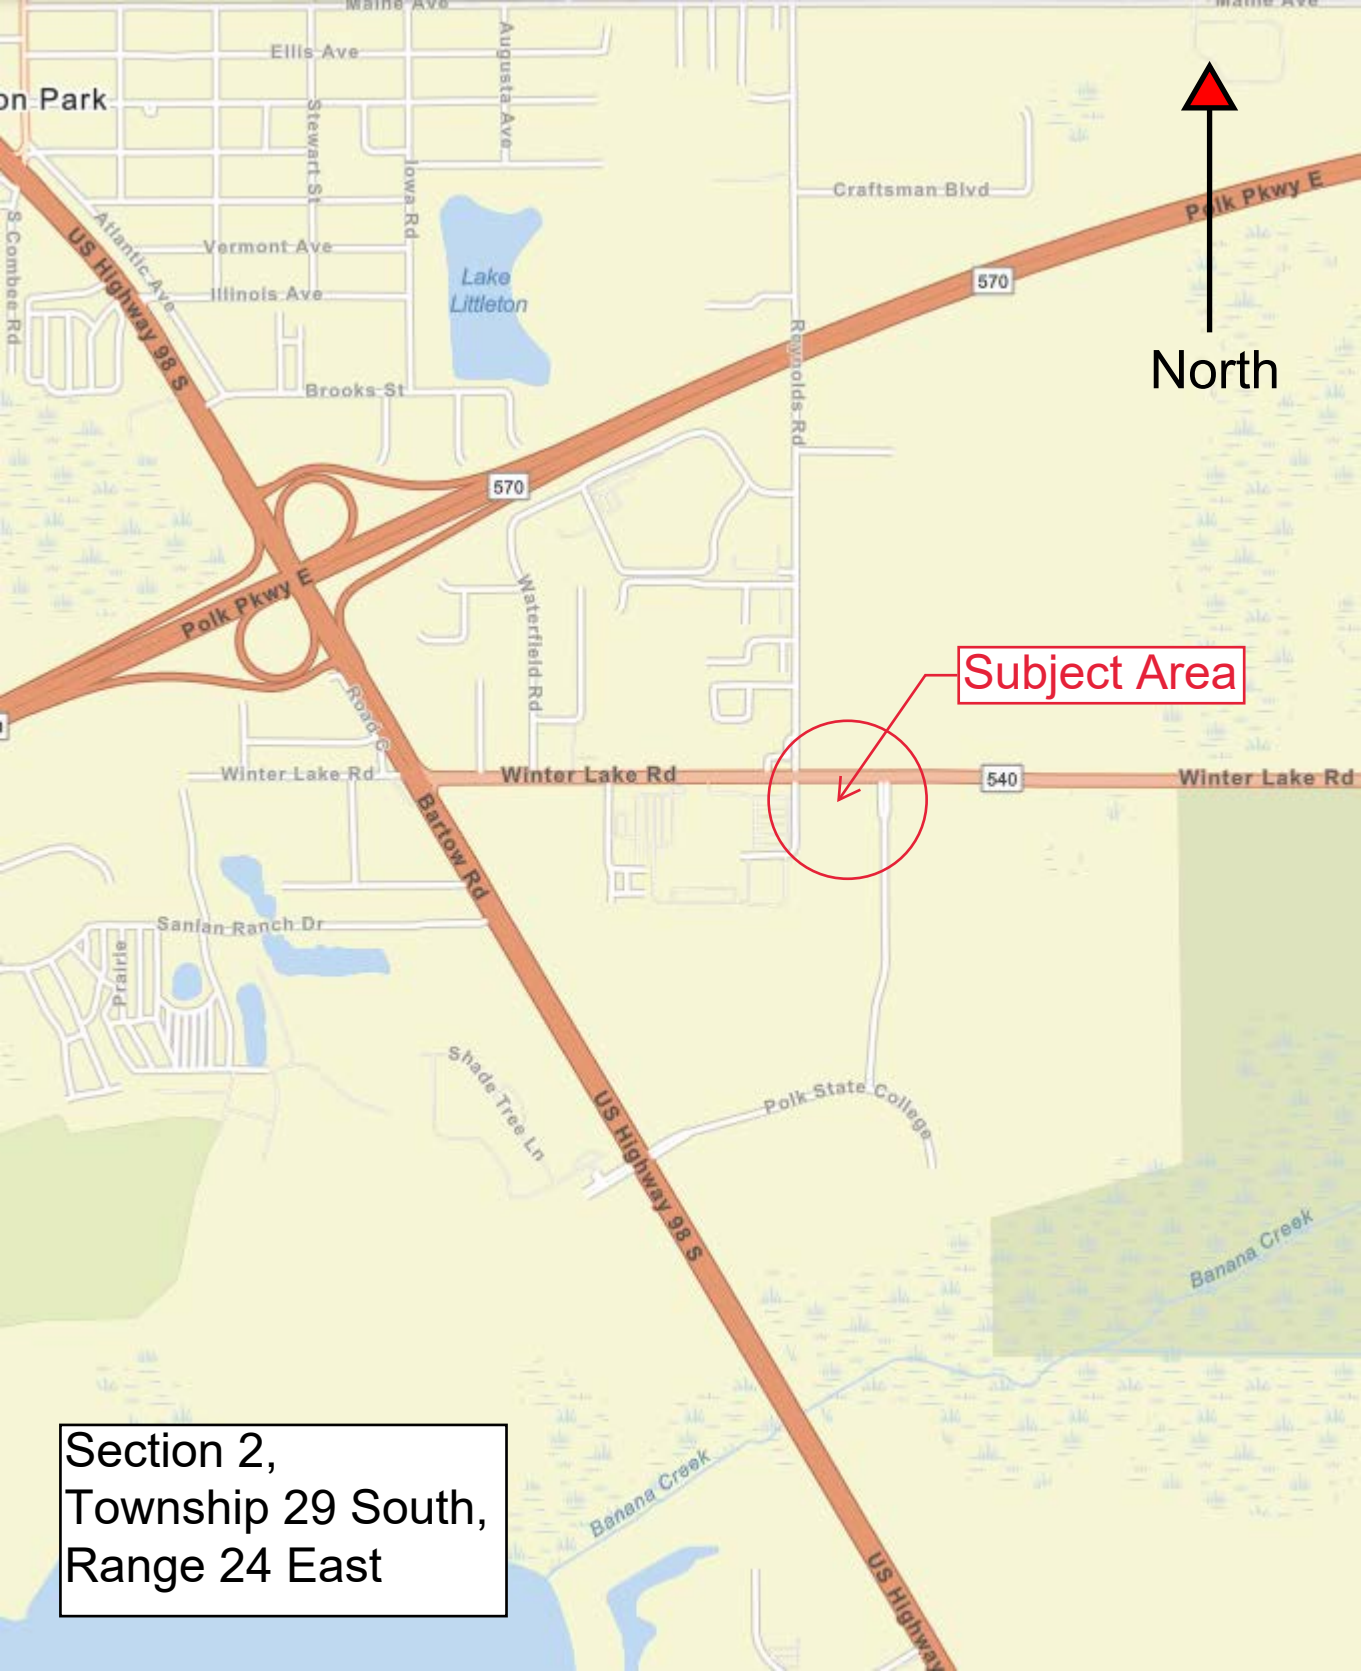 Maine Ave
Maine Ave
Ellis Ave
Augusta Ave
on Park
Stewart St
Iowa Rd
Craftsman Blvd
Polk Pkwy E
S Combee Rd
Atlantic Ave
US Highway 98 S
Vermont Ave
Illinois Ave
Lake
Littleton
570
North
Reynolds Rd
Brooks St
570
Polk Pkwy E
Waterfield Rd
Subject Area
Road C
Winter Lake Rd
Winter Lake Rd
540
Winter Lake Rd
Bartow Rd
Sanlan Ranch Dr
Prairie
Shade Tree Ln
Polk State College
US Highway 98 S
Banana Creek
Banana Creek
Section 2,
Township 29 South,
Range 24 East
US Highway